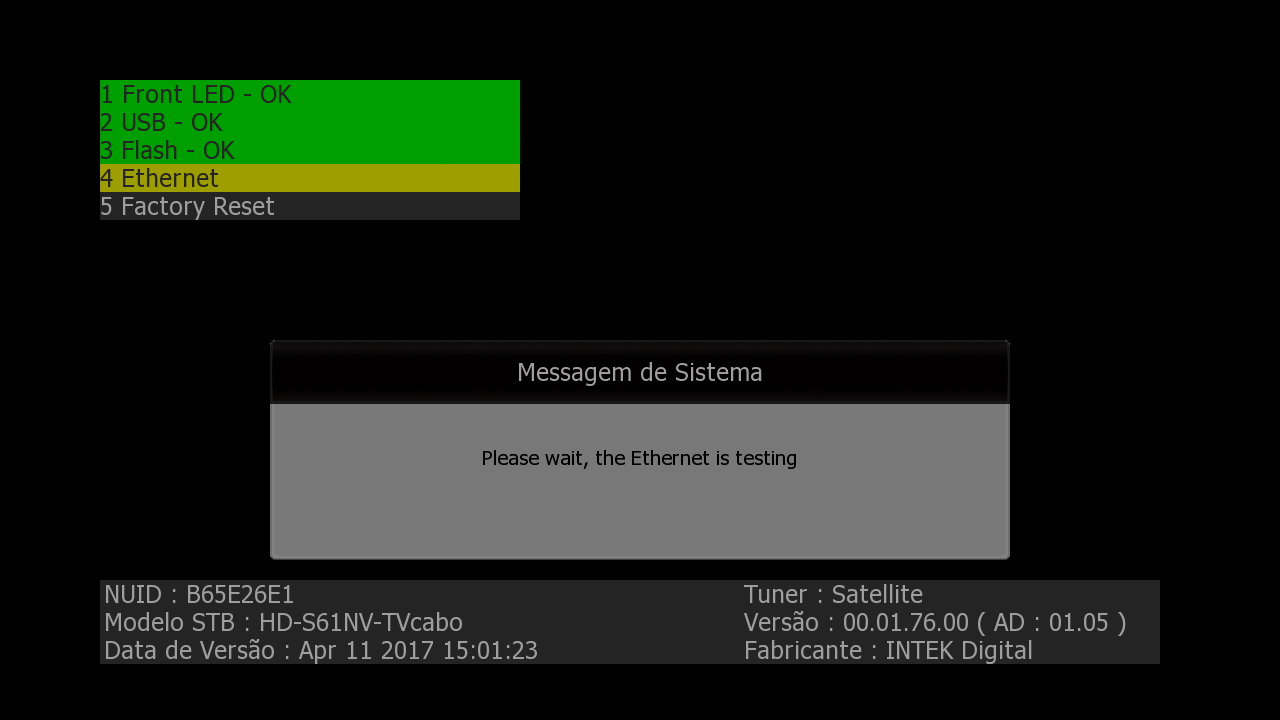 1 Front LED - OK
2 USB - OK
3 Flash - OK
4 Ethernet
5 Factory Reset
Messagem de Sistema
Please wait, the Ethernet is testing
NUID : B65E26E1
Tuner : Satellite
Modelo STB : HD-S61NV-TVcabo
Versão : 00.01.76.00 ( AD : 01.05 )
Data de Versão : Apr 11 2017 15:01:23
Fabricante : INTEK Digital